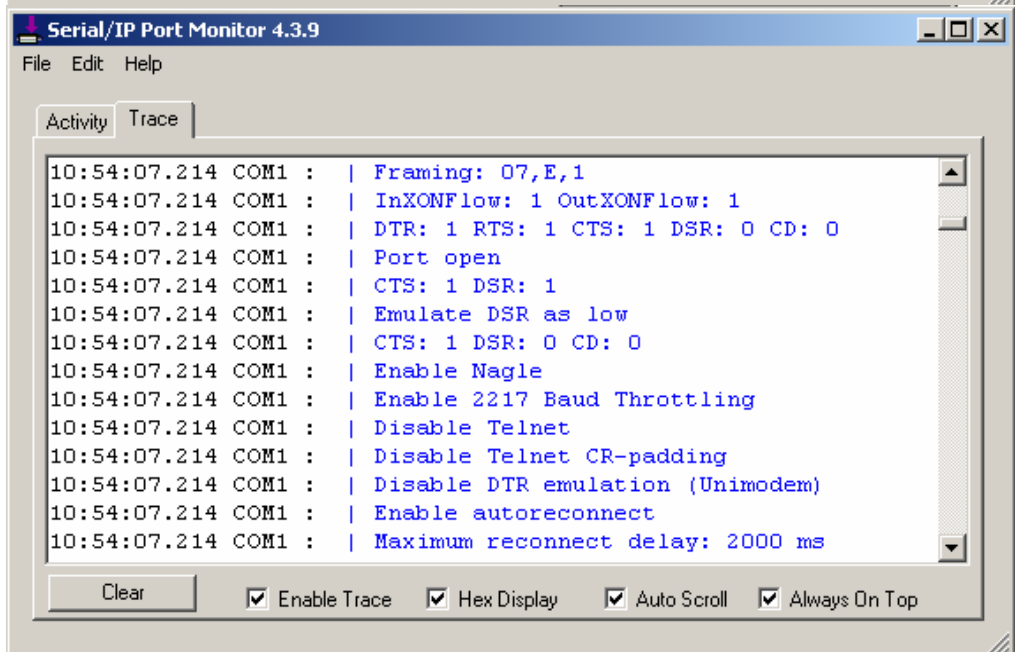 Serial/IP Port Monitor 4.3.9
File Edit Help
Activity Trace
10:54:07.214 COM1 : | Framing: 07,E,1
10:54:07.214 COM1 : | InXONFlow: 1 OutXONFlow: 1
10:54:07.214 COM1 : | DTR: 1 RTS: 1 CTS: 1 DSR: 0 CD: 0
10:54:07.214 COM1 : | Port open
10:54:07.214 COM1 : | CTS: 1 DSR: 1
10:54:07.214 COM1 : | Emulate DSR as low
10:54:07.214 COM1 : | CTS: 1 DSR: 0 CD: 0
10:54:07.214 COM1 : | Enable Nagle
10:54:07.214 COM1 : | Enable 2217 Baud Throttling
10:54:07.214 COM1 : | Disable Telnet
10:54:07.214 COM1 : | Disable Telnet CR-padding
10:54:07.214 COM1 : | Disable DTR emulation (Unimodem)
10:54:07.214 COM1 : | Enable autoreconnect
10:54:07.214 COM1 : | Maximum reconnect delay: 2000 ms
Clear Enable Trace Hex Display Auto Scroll Always On Top